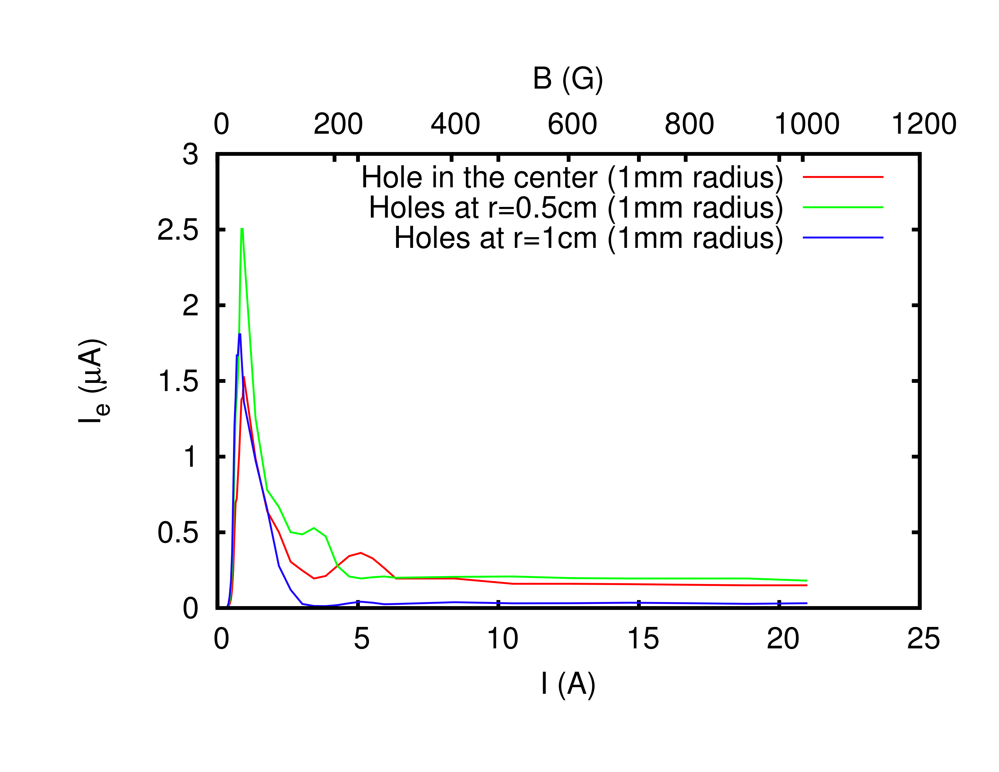 B (G)
0 200 400 600 800 1000 1200
3
Hole in the center (1mm radius)
Holes at r=0.5cm (1mm radius)
2.5
Holes at r=1cm (1mm radius)
2
1.5
1
0.5
0
Ie (µA)
0 5 10 15 20 25
I (A)